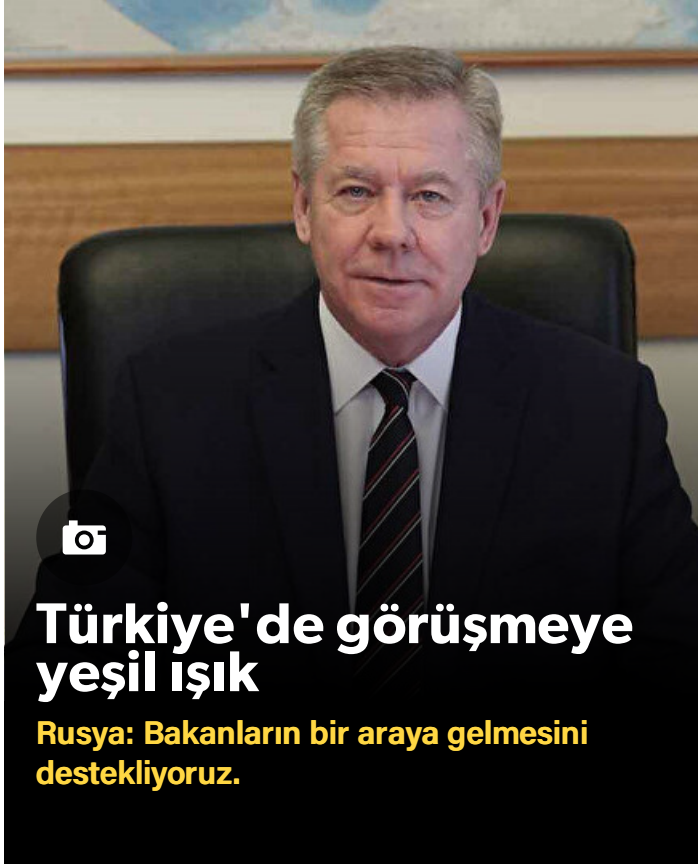 Türkiye'de görüşmeye
yeşil ışık
Rusya: Bakanların bir araya gelmesini
destekliyoruz.